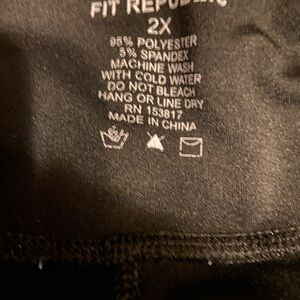 FIT REPUBLIC
2X
95% POLYESTER
5% SPANDEX
MACHINE WASH
WITH COLD WATER
DO NOT BLEACH
HANG OR LINE DRY
RN 153817
MADE IN CHINA